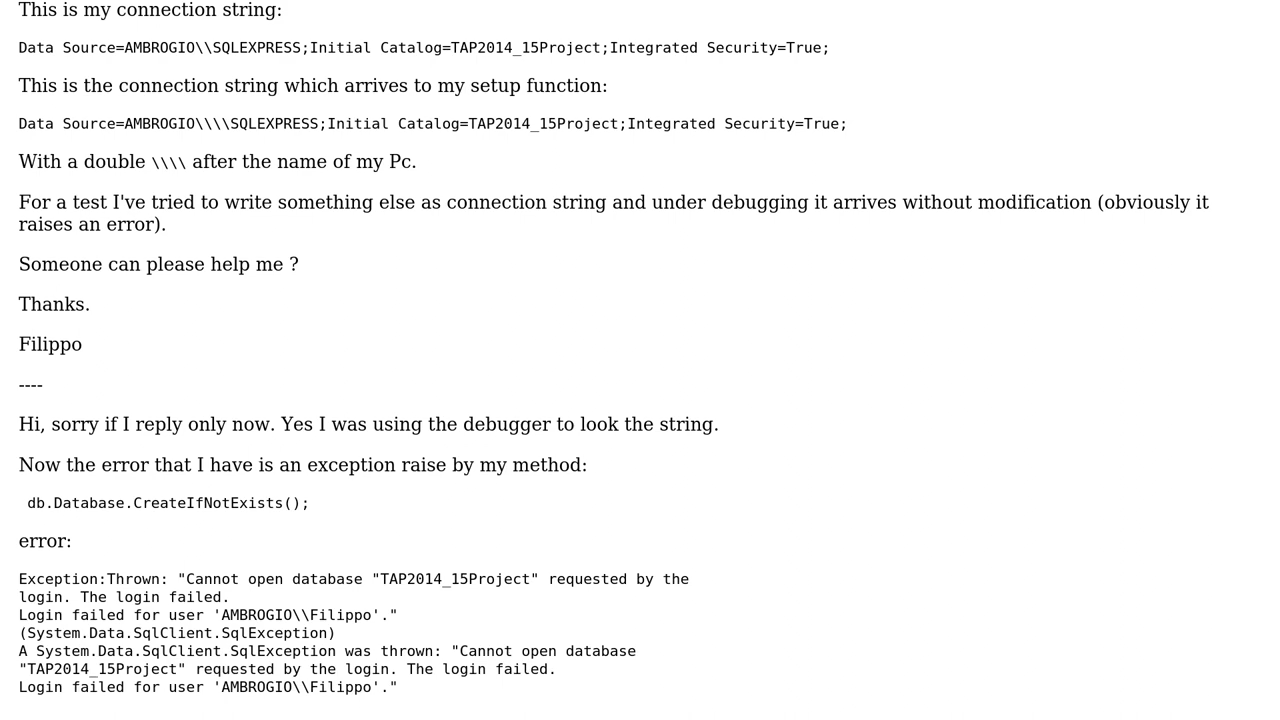 This is my connection string:
Data Source=AMBROGIO\\SQLEXPRESS;Initial Catalog=TAP2014_15Project;Integrated Security=True;
This is the connection string which arrives to my setup function:
Data Source=AMBROGIO\\\\SQLEXPRESS;Initial Catalog=TAP2014_15Project;Integrated Security=True;
With a double \\\\ after the name of my Pc.
For a test I've tried to write something else as connection string and under debugging it arrives without modification (obviously it
raises an error).
Someone can please help me ?
Thanks.
Filippo
----
Hi, sorry if I reply only now. Yes I was using the debugger to look the string.
Now the error that I have is an exception raise by my method:
db.Database.CreateIfNotExists();
error:
Exception:Thrown: "Cannot open database "TAP2014_15Project" requested by the
login. The login failed.
Login failed for user 'AMBROGIO\\Filippo'."
(System.Data.SqlClient.SqlException)
A System.Data.SqlClient.SqlException was thrown: "Cannot open database
"TAP2014_15Project" requested by the login. The login failed.
Login failed for user 'AMBROGIO\\Filippo'."